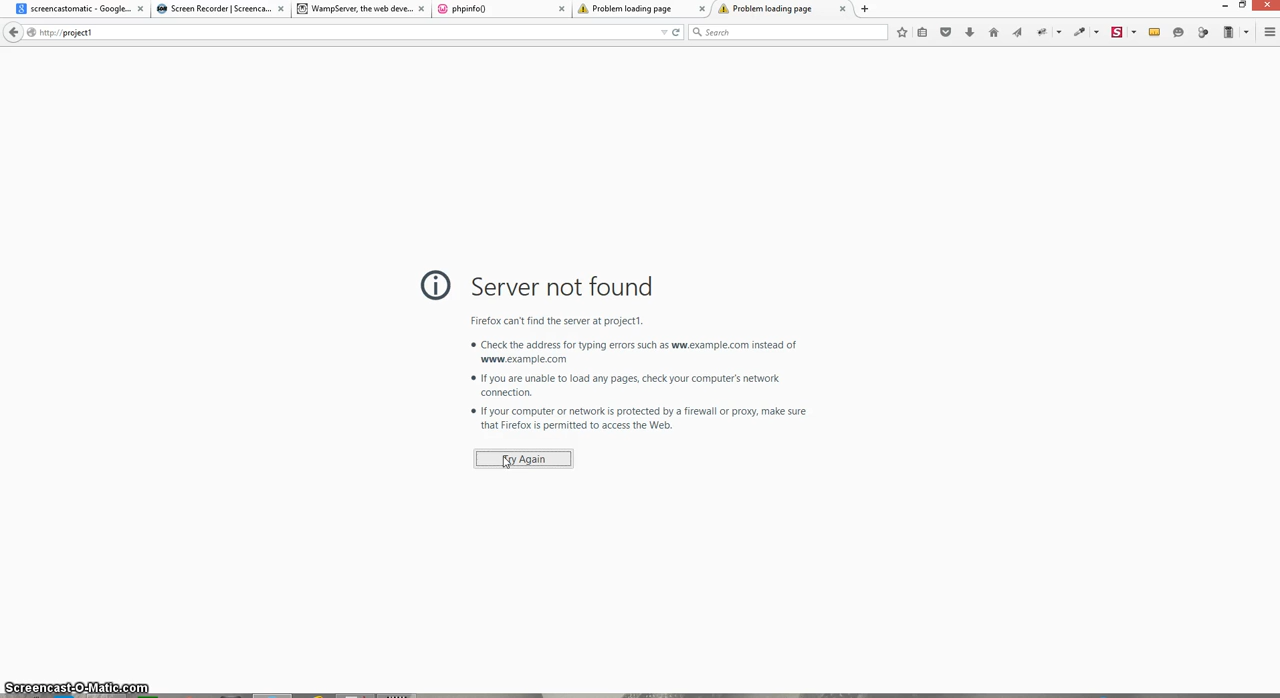 screencastomatic - Google...
Screen Recorder | Screenca...
WampServer, the web deve...
phpinfo()
Problem loading page
Problem loading page
http://project1
Search
Server not found
Firefox can't find the server at project1.
Check the address for typing errors such as ww.example.com instead of
www.example.com
If you are unable to load any pages, check your computer's network
connection.
If your computer or network is protected by a firewall or proxy, make sure
that Firefox is permitted to access the Web.
Try Again
Screencast-O-Matic.com